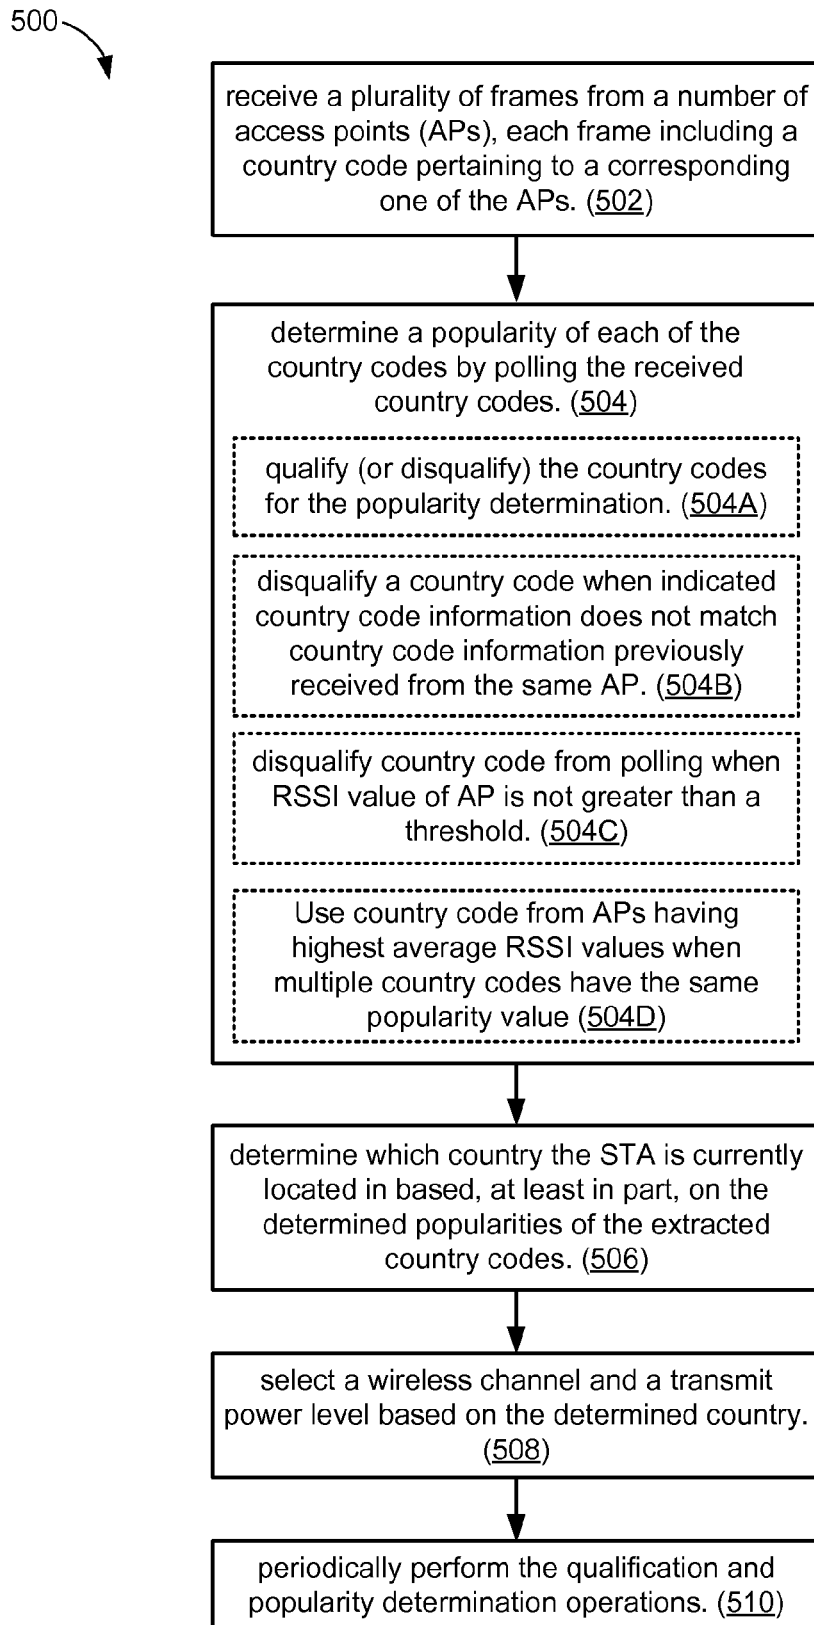 500
receive a plurality of frames from a number of
access points (APs), each frame including a
country code pertaining to a corresponding
one of the APs. (502)
determine a popularity of each of the
country codes by polling the received
country codes. (504)
qualify (or disqualify) the country codes
for the popularity determination. (504A)
disqualify a country code when indicated
country code information does not match
country code information previously
received from the same AP. (504B)
disqualify country code from polling when
RSSI value of AP is not greater than a
threshold. (504C)
Use country code from APs having
highest average RSSI values when
multiple country codes have the same
popularity value (504D)
determine which country the STA is currently
located in based, at least in part, on the
determined popularities of the extracted
country codes. (506)
select a wireless channel and a transmit
power level based on the determined country.
(508)
periodically perform the qualification and
popularity determination operations. (510)